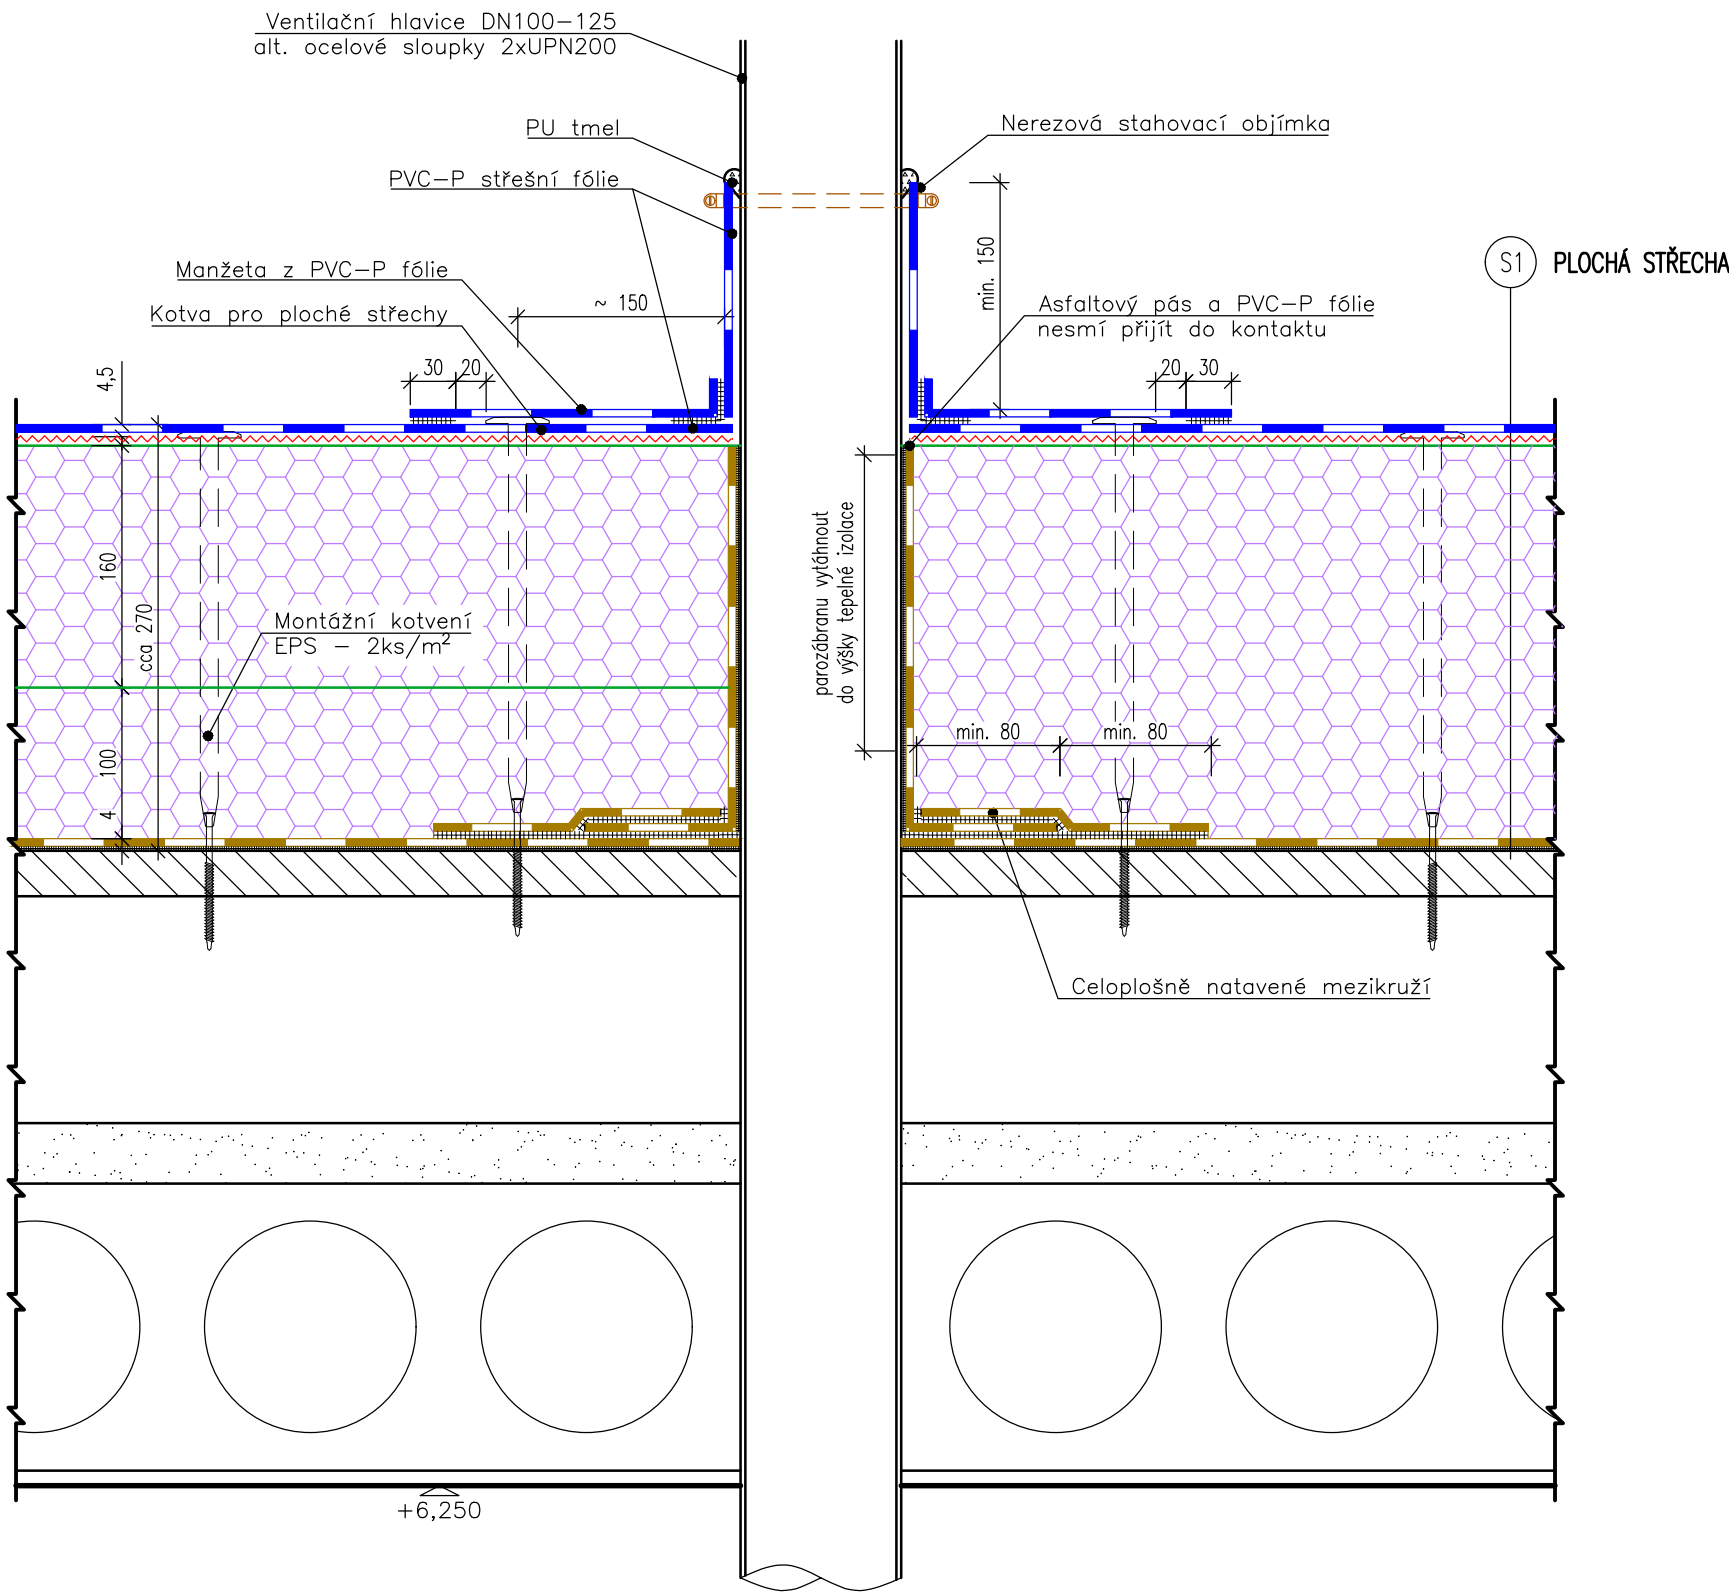 Ventilační hlavice DN100-125
alt. ocelové sloupky 2xUPN200
PU tmel
Nerezová stahovací objímka
PVC-P střešní fólie
min. 150
S1 PLOCHÁ STŘECHA
Manžeta z PVC-P fólie
~ 150
Asfaltový pás a PVC-P fólie
nesmí přijít do kontaktu
Kotva pro ploché střechy
4,5
30 20
20 30
160
cca 270
Montážní kotvení
EPS - 2ks/m²
parozábranu vytáhnout
do výšky tepelné izolace
min. 80 min. 80
100
4
Celoplošně natavené mezikruží
+6,250